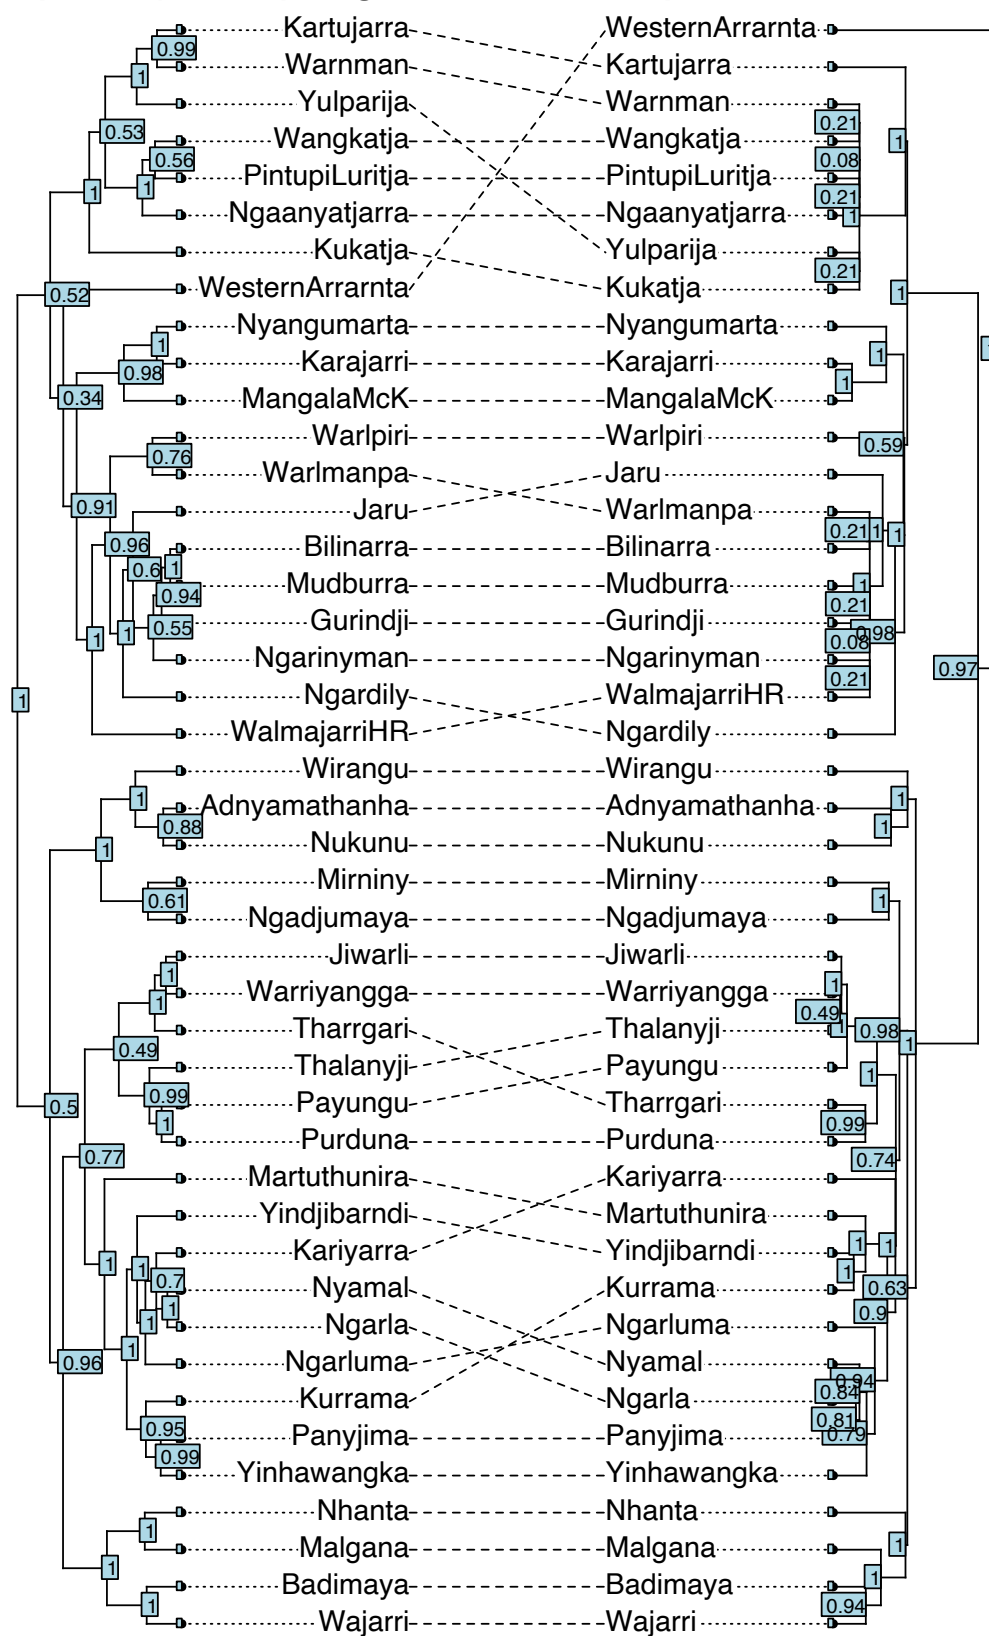 Kartujarra WesternArrarnta
0.99
Warnman Kartujarra
1
Yulparija Warnman
0.21
0.53 Wangkatja Wangkatja 1
0.56 0.08
PintupiLuritja PintupiLuritja
1 1 0.21
Ngaanyatjarra Ngaanyatjarra 1
Kukatja Yulparija
0.21
0.52 WesternArrarnta Kukatja 1
Nyangumarta Nyangumarta
1 1
Karajarri Karajarri
0.98 1
0.34 MangalaMcK MangalaMcK
Warlpiri Warlpiri 0.59
0.76
Warlmanpa Jaru
0.91
Jaru Warlmanpa
0.21 1 1
0.96 Bilinarra Bilinarra
0.6 1
Mudburra Mudburra 1
0.94 0.21
Gurindji Gurindji
1 1 0.55 0.98
0.08
Ngarinyman Ngarinyman 0.97
0.21
1 Ngardily WalmajarriHR
WalmajarriHR Ngardily
Wirangu Wirangu
1 1
Adnyamathanha Adnyamathanha
0.88 1
1 Nukunu Nukunu
Mirniny Mirniny
0.61 1
Ngadjumaya Ngadjumaya
Jiwarli Jiwarli
1 1
Warriyangga Warriyangga
1 0.49
Tharrgari Thalanyji 1 0.98 1
0.49
Thalanyji Payungu 1
0.99
0.5 Payungu Tharrgari
1 0.99
Purduna Purduna
0.77 0.74
Martuthunira Kariyarra
Yindjibarndi Martuthunira
1 1
Kariyarra Yindjibarndi
1 1 0.7 1
Nyamal Kurrama 0.63
1 1 0.9
Ngarla Ngarluma
1
0.96 Ngarluma Nyamal
0.94
0.84
Kurrama Ngarla
0.95 0.81
Panyjima Panyjima 0.79
0.99
Yinhawangka Yinhawangka
Nhanta Nhanta
1 1
Malgana Malgana
1 1
Badimaya Badimaya
1 0.94
Wajarri Wajarri